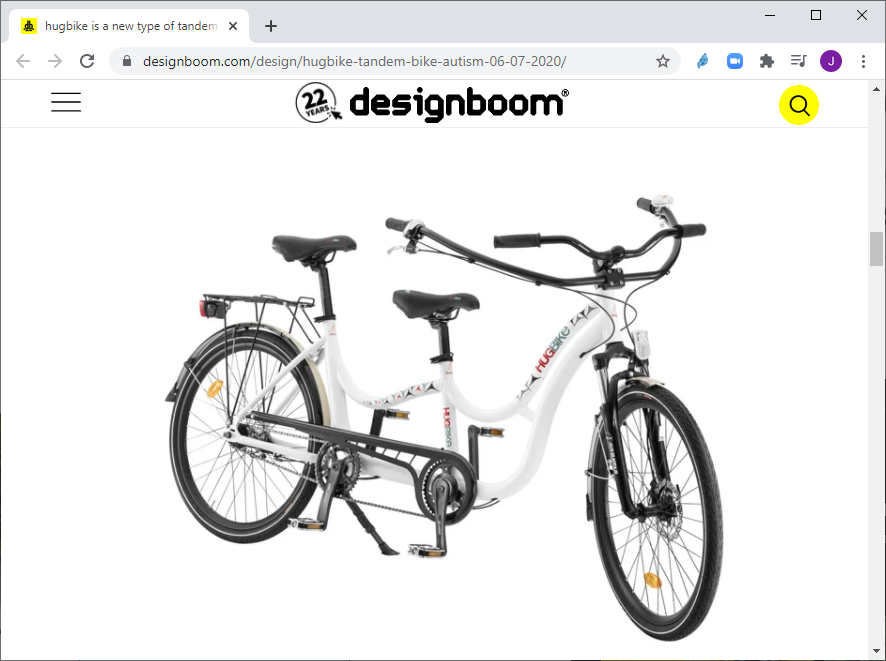 hugbike is a new type of tandem
designboom.com/design/hugbike-tandem-bike-autism-06-07-2020/
J
22
YEARS
designboom®
HUGBIKE
HUGBIKE